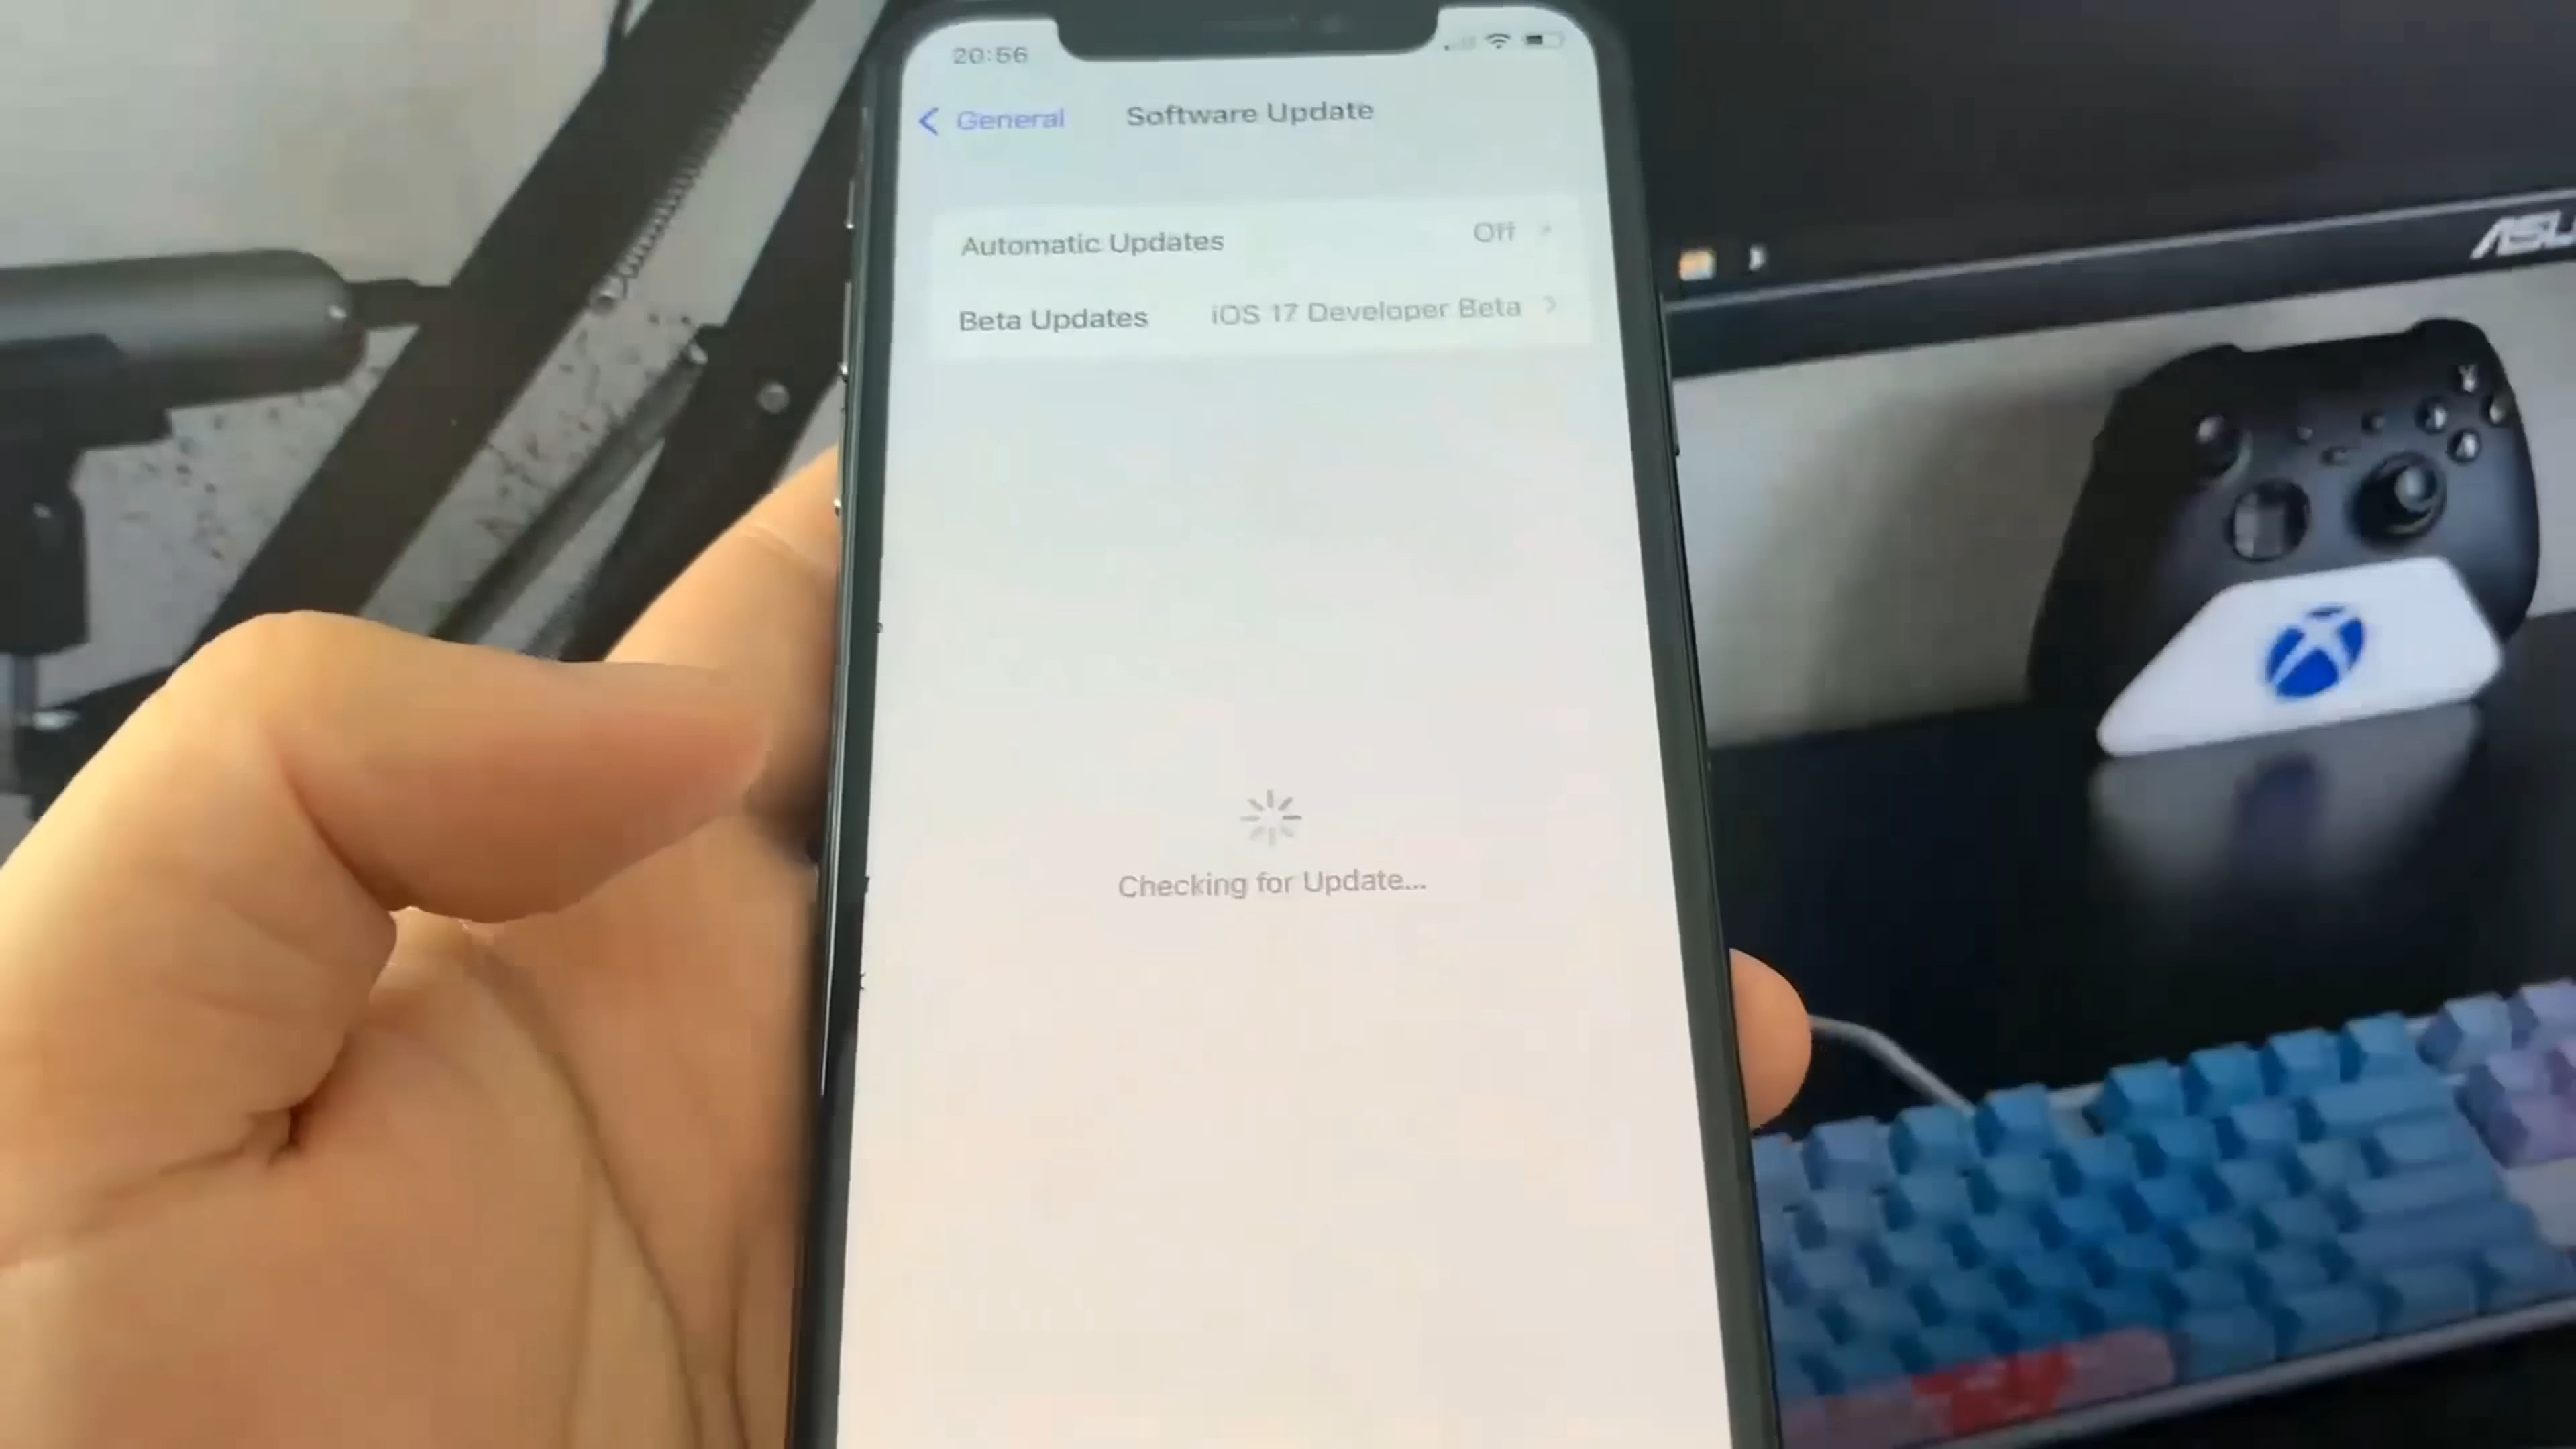 20:56
General
Software Update
Automatic Updates Off
Beta Updates iOS 17 Developer Beta
Checking for Update...